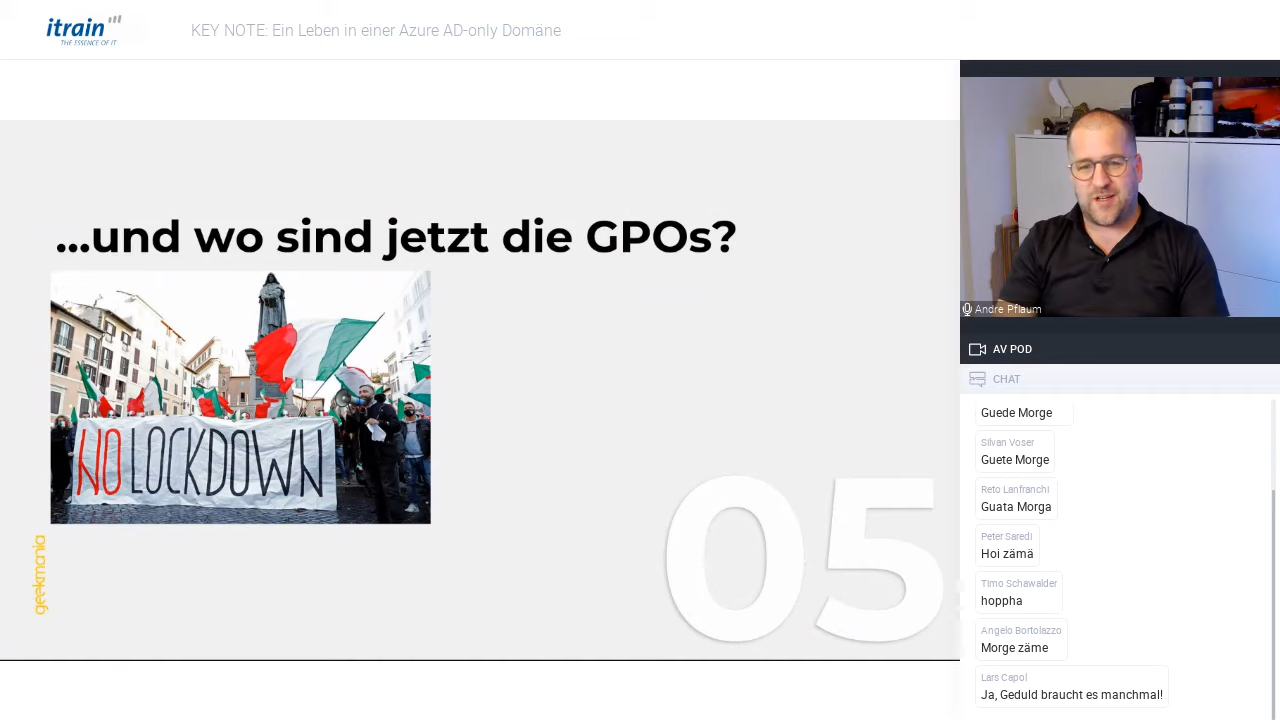 itrain
THE ESSENCE OF IT
KEY NOTE: Ein Leben in einer Azure AD-only Domäne
...und wo sind jetzt die GPOs?
NO LOCKDOWN
geekmania
05
Andre Pflaum
AV POD
CHAT
Guede Morge
Silvan Voser
Guete Morge
Reto Lanfranchi
Guata Morga
Peter Saredi
Hoi zämä
Timo Schawalder
hoppha
Angelo Bortolazzo
Morge zäme
Lars Capol
Ja, Geduld braucht es manchmal!